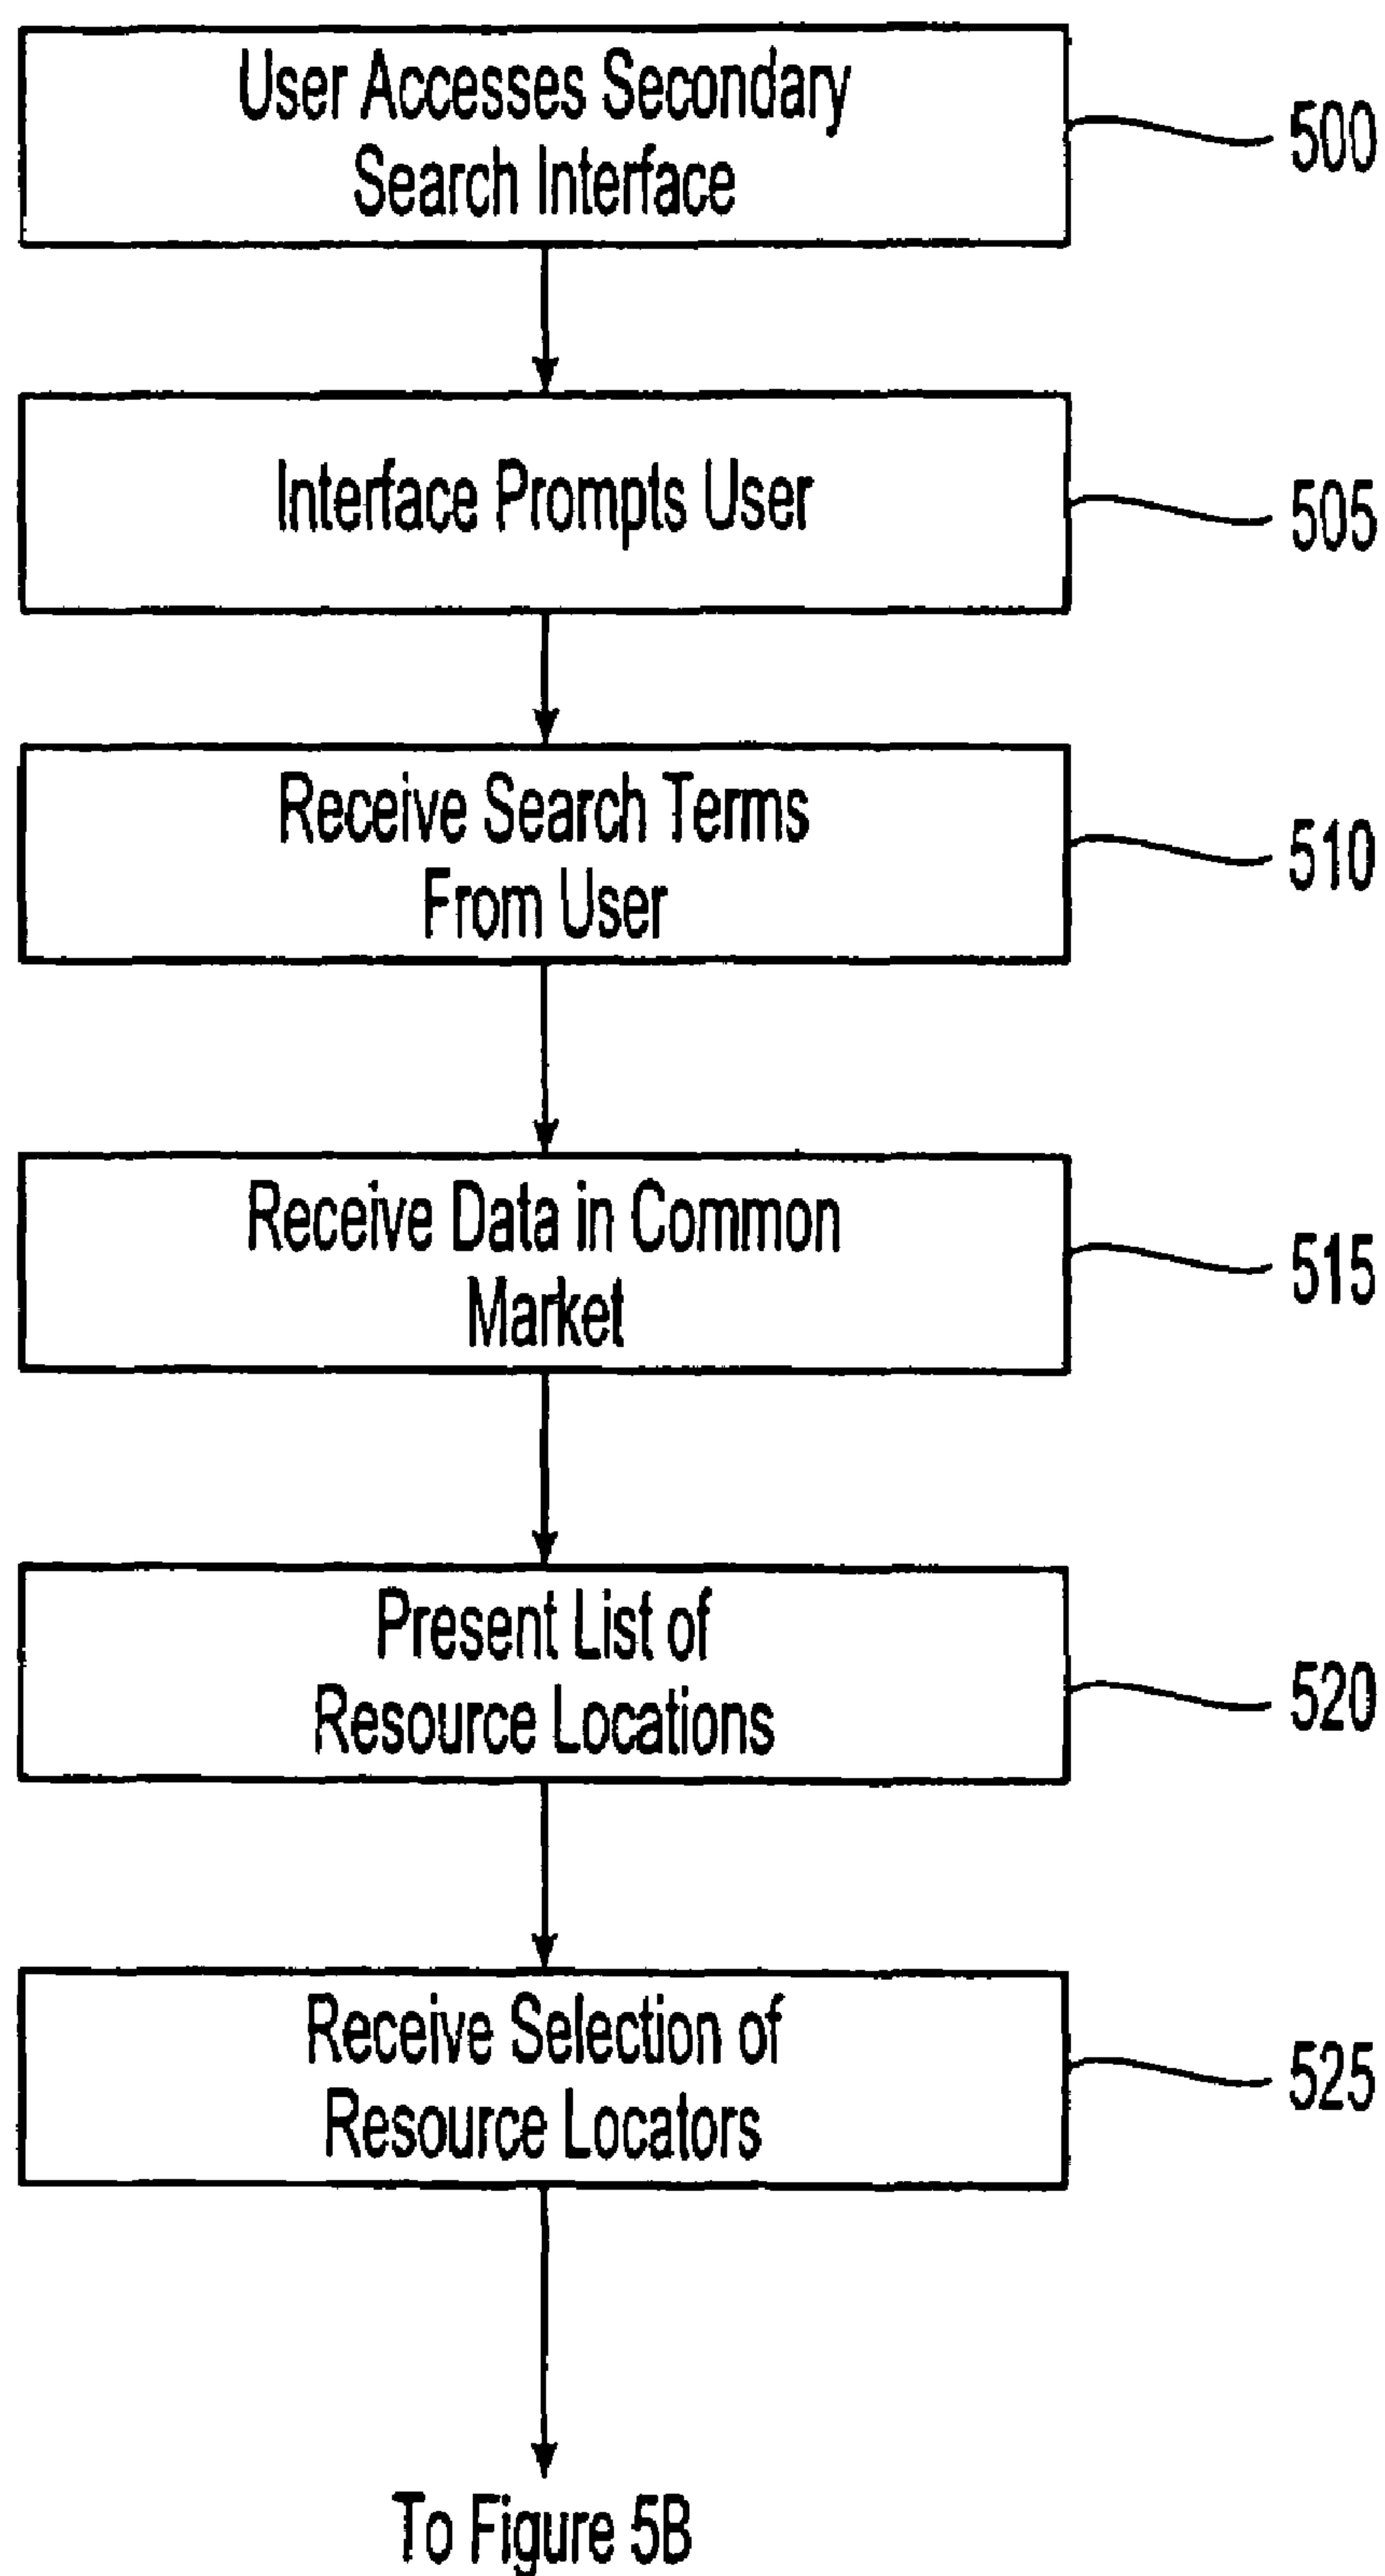 User Accesses Secondary
Search Interface
500
Interface Prompts User
505
Receive Search Terms
From User
510
Receive Data in Common
Market
515
Present List of
Resource Locations
520
Receive Selection of
Resource Locators
525
To Figure 5B